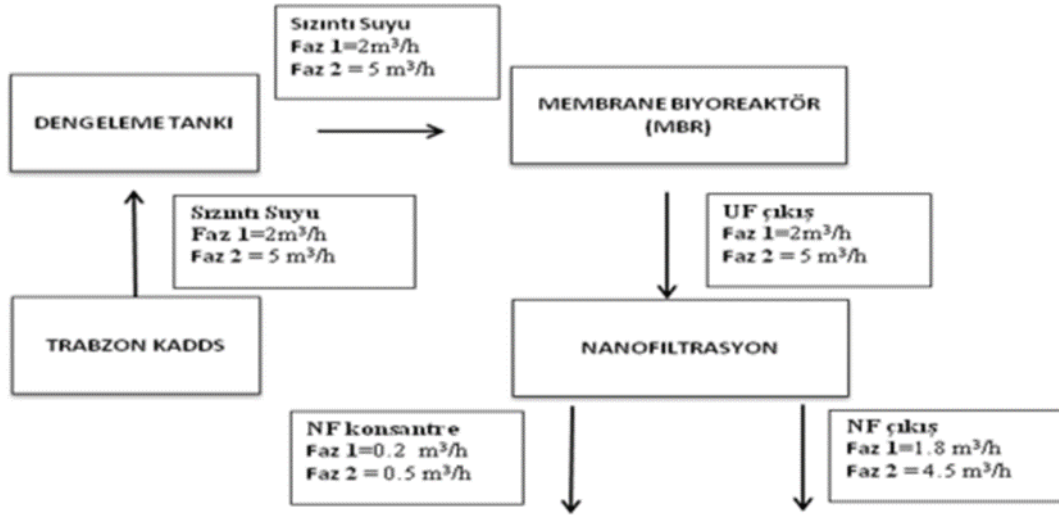 Sızıntı Suyu
Faz 1=2m³/h
Faz 2 = 5 m³/h
DENGELEME TANKI
MEMBRANE BIYOREAKTÖR
(MBR)
Sızıntı Suyu
Faz 1=2m³/h
Faz 2 = 5 m³/h
UF çıkış
Faz 1=2m³/h
Faz 2 = 5 m³/h
TRABZON KADDS
NANOFILTRASYON
NF konsantre
Faz 1=0.2 m³/h
Faz 2 = 0.5 m³/h
NF çıkış
Faz 1=1.8 m³/h
Faz 2 = 4.5 m³/h